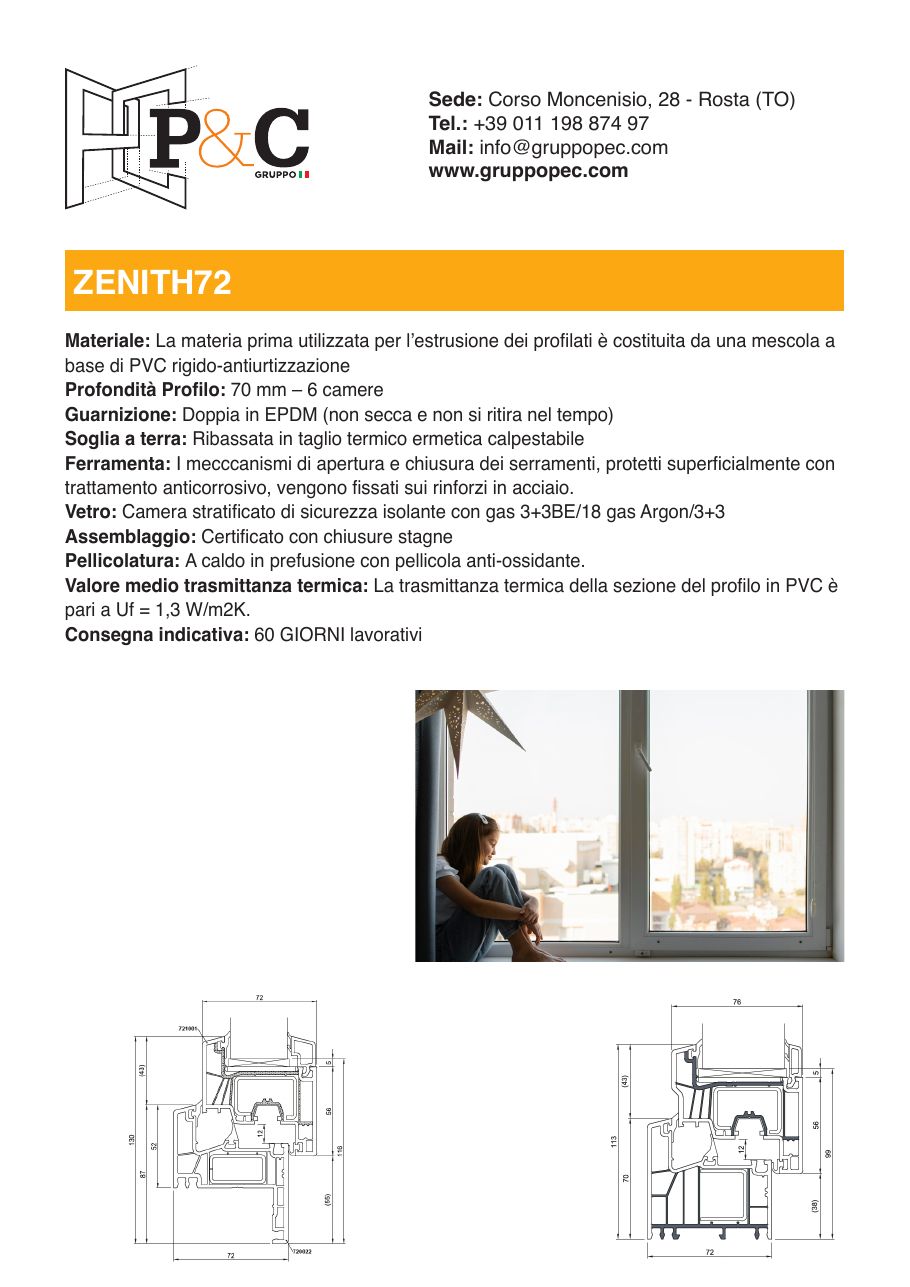 P&C
GRUPPO
Sede: Corso Moncenisio, 28 - Rosta (TO)
Tel.: +39 011 198 874 97
Mail: info@gruppopec.com
www.gruppopec.com
ZENITH72
Materiale: La materia prima utilizzata per l’estrusione dei profilati è costituita da una mescola a
base di PVC rigido-antiurtizzazione
Profondità Profilo: 70 mm – 6 camere
Guarnizione: Doppia in EPDM (non secca e non si ritira nel tempo)
Soglia a terra: Ribassata in taglio termico ermetica calpestabile
Ferramenta: I mecccanismi di apertura e chiusura dei serramenti, protetti superficialmente con
trattamento anticorrosivo, vengono fissati sui rinforzi in acciaio.
Vetro: Camera stratificato di sicurezza isolante con gas 3+3BE/18 gas Argon/3+3
Assemblaggio: Certificato con chiusure stagne
Pellicolatura: A caldo in prefusione con pellicola anti-ossidante.
Valore medio trasmittanza termica: La trasmittanza termica della sezione del profilo in PVC è
pari a Uf = 1,3 W/m2K.
Consegna indicativa: 60 GIORNI lavorativi
72
721001
5
(43)
56
12
130
52
116
87
(55)
72
720022
76
5
(43)
56
12
113
99
70
(38)
72